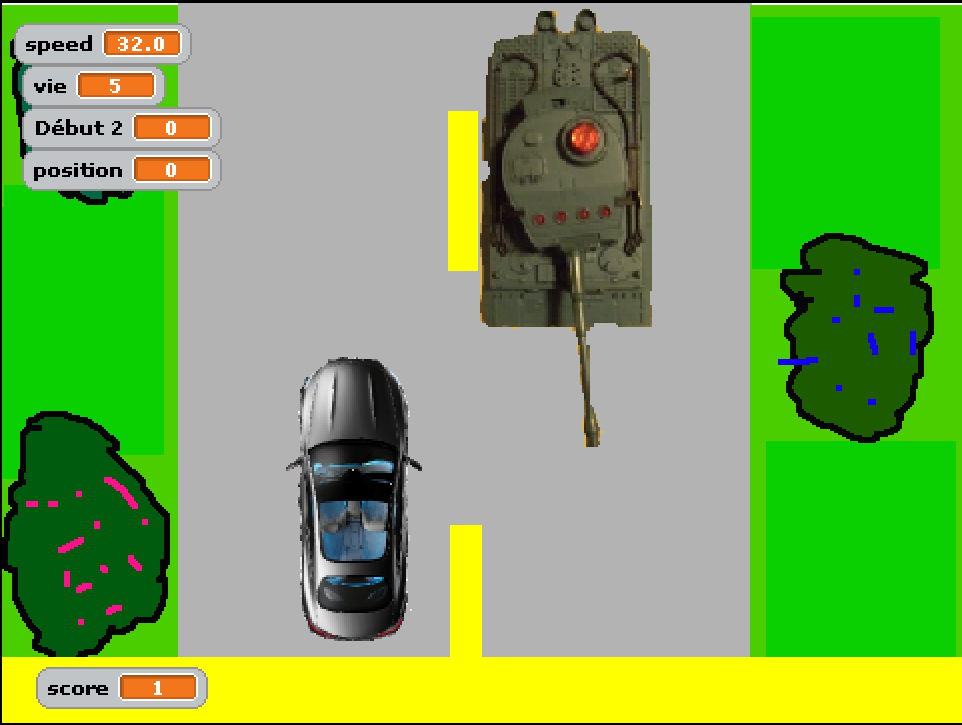 speed 32.0
vie 5
Début 2 0
position 0
score 1